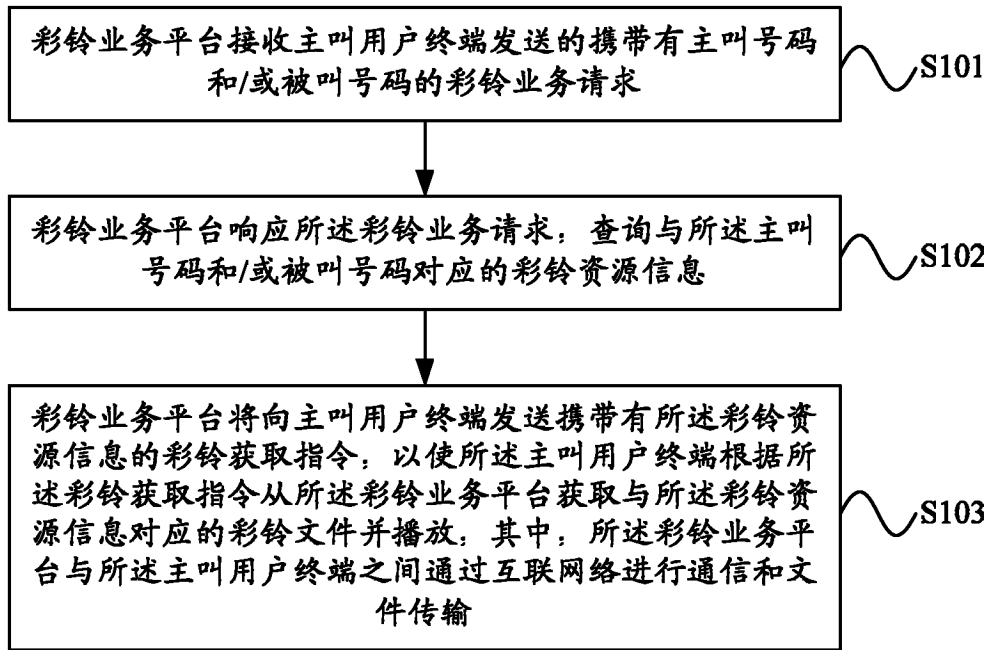 彩铃业务平台接收主叫用户终端发送的携带有主叫号码
和/或被叫号码的彩铃业务请求
S101
彩铃业务平台响应所述彩铃业务请求；查询与所述主叫
号码和/或被叫号码对应的彩铃资源信息
S102
彩铃业务平台将向主叫用户终端发送携带有所述彩铃资
源信息的彩铃获取指令；以使所述主叫用户终端根据所
述彩铃获取指令从所述彩铃业务平台获取与所述彩铃资
源信息对应的彩铃文件并播放；其中；所述彩铃业务平
台与所述主叫用户终端之间通过互联网络进行通信和文
件传输
S103